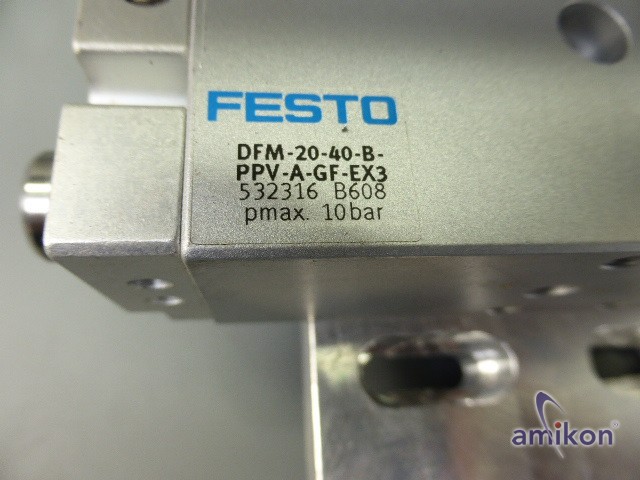 FESTO
DFM-20-40-B-
PPV-A-GF-EX3
532316 B608
pmax. 10bar
amikon